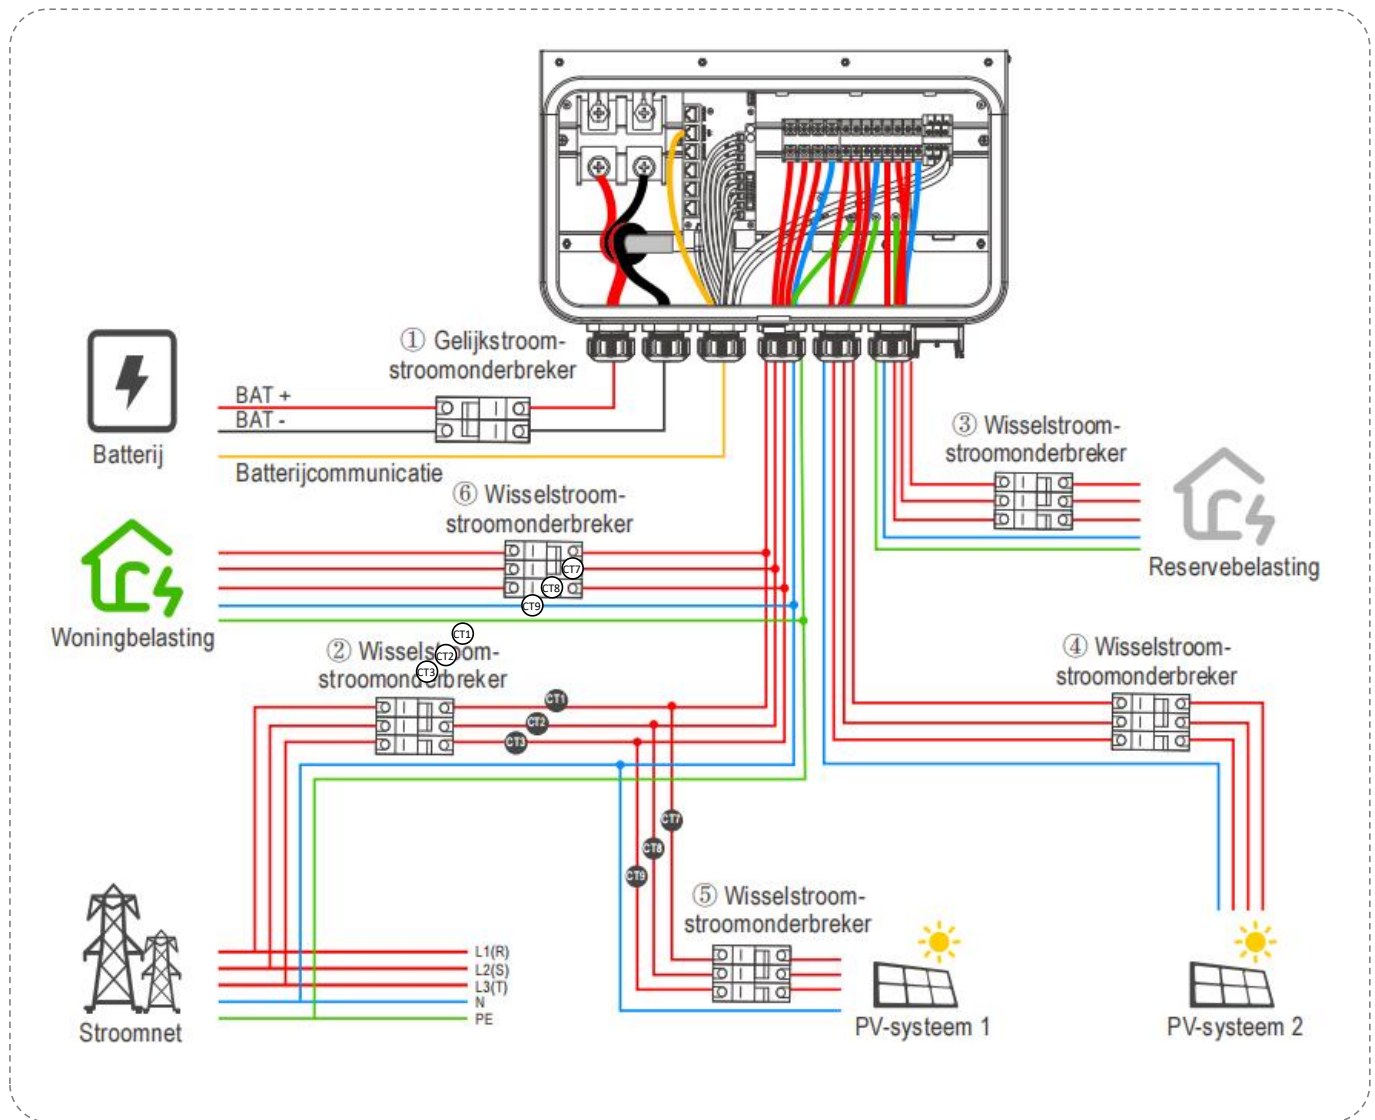 ① Gelijkstroom-
stroomonderbreker
BAT +
BAT -
Batterij
Batterijcommunicatie
③ Wisselstroom-
stroomonderbreker
⑥ Wisselstroom-
stroomonderbreker
Reservebelasting
CT7
CT8
CT9
Woningbelasting
CT1
CT2
CT3
② Wisselstroom-
stroomonderbreker
④ Wisselstroom-
stroomonderbreker
CT1
CT2
CT3
CT7
CT8
CT9
⑤ Wisselstroom-
stroomonderbreker
L1(R)
L2(S)
L3(T)
N
PE
Stroomnet
PV-systeem 1
PV-systeem 2